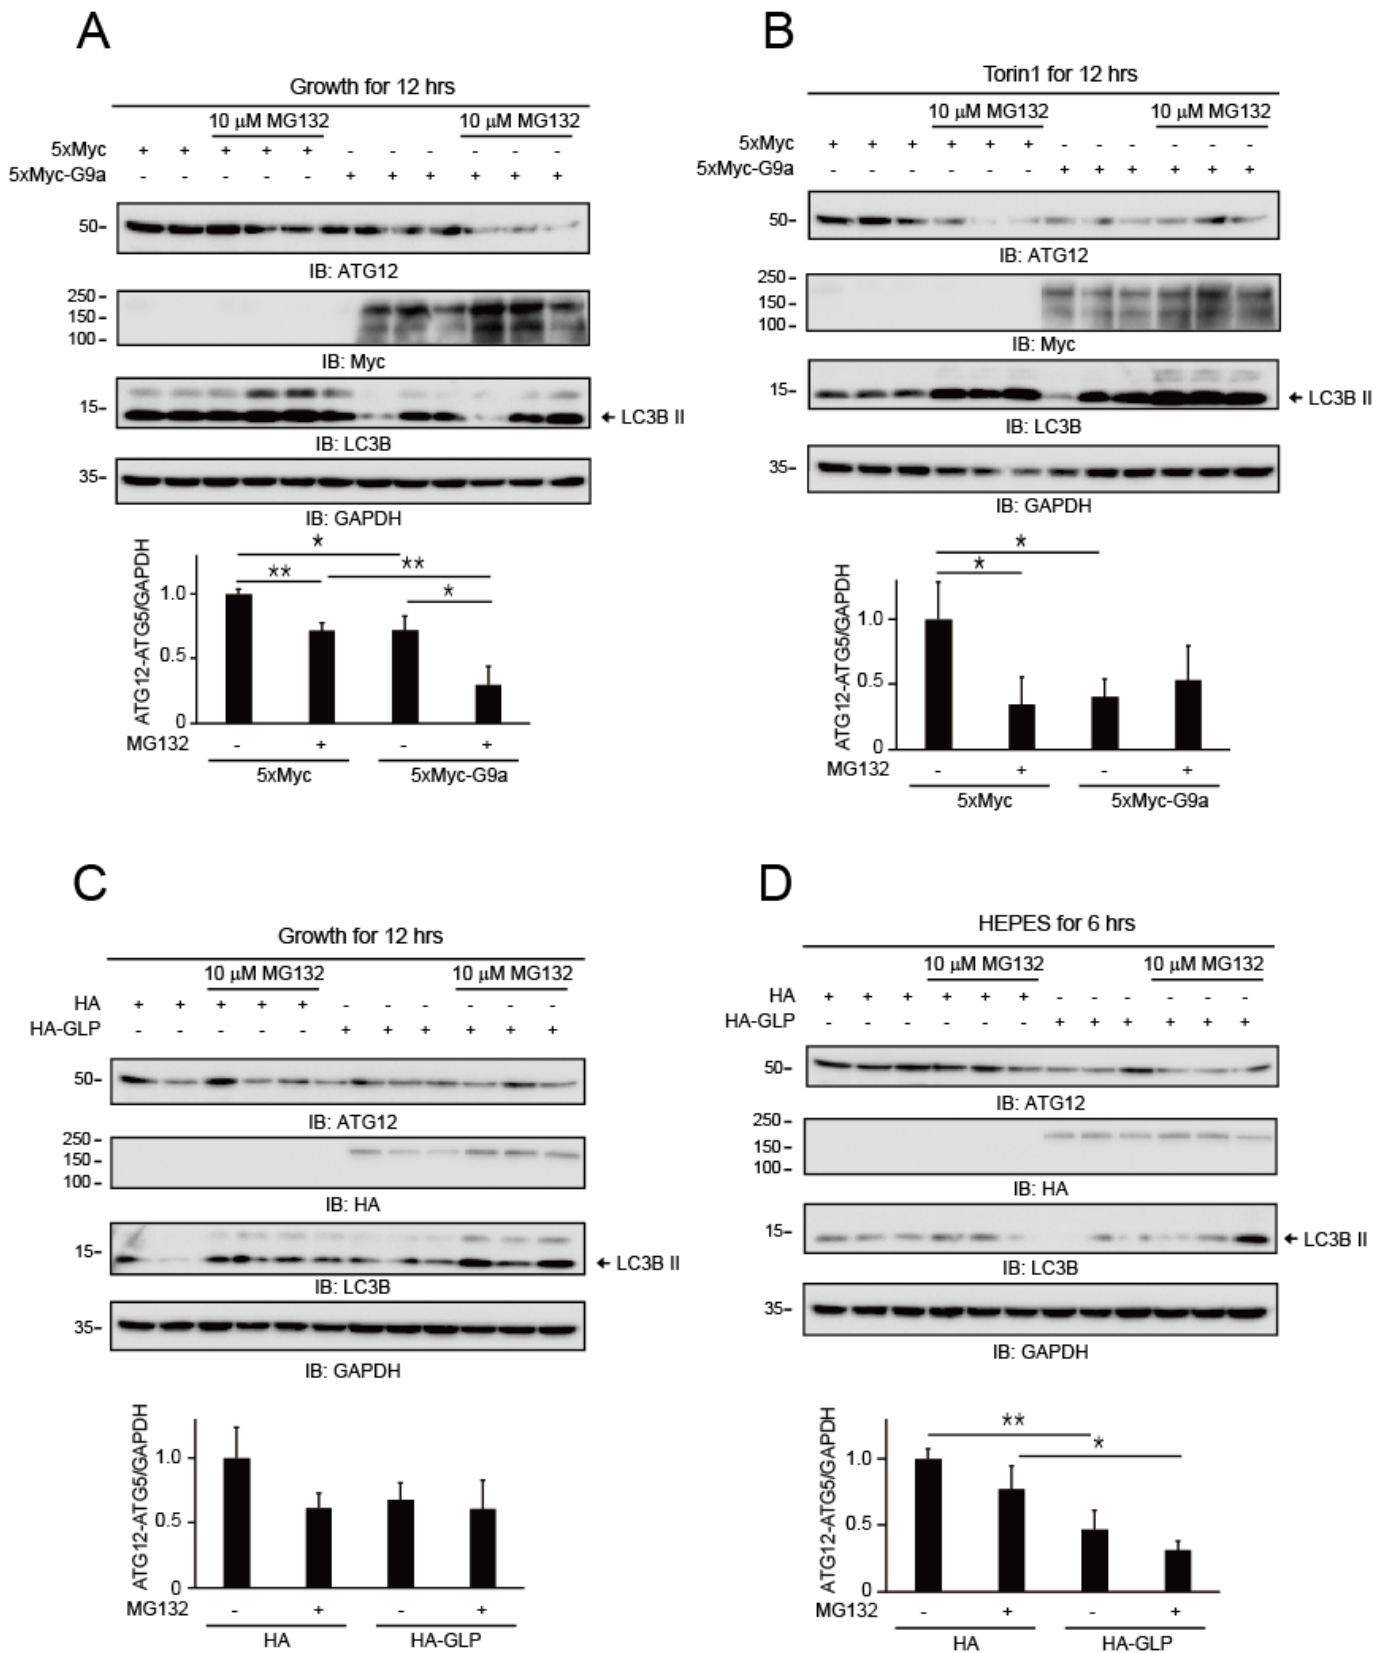 A
Growth for 12 hrs
10 μM MG132 10 μM MG132
5xMyc + + + + + - - - - - -
5xMyc-G9a - - - - - + + + + + +
50-
IB: ATG12
250-
150-
100-
IB: Myc
15-
← LC3B II
IB: LC3B
35-
IB: GAPDH
ATG12-ATG5/GAPDH
1.0
0.5
0
*
**
**
*
MG132 - + - +
5xMyc 5xMyc-G9a
B
Torin1 for 12 hrs
10 μM MG132 10 μM MG132
5xMyc + + + + + + - - - - - -
5xMyc-G9a - - - - - - + + + + + +
50-
IB: ATG12
250-
150-
100-
IB: Myc
15-
← LC3B II
IB: LC3B
35-
IB: GAPDH
ATG12-ATG5/GAPDH
1.0
0.5
0
*
*
MG132 - + - +
5xMyc 5xMyc-G9a
C
Growth for 12 hrs
10 μM MG132 10 μM MG132
HA + + + + + - - - - - -
HA-GLP - - - - - + + + + + +
50-
IB: ATG12
250-
150-
100-
IB: HA
15-
← LC3B II
IB: LC3B
35-
IB: GAPDH
ATG12-ATG5/GAPDH
1.0
0.5
0
MG132 - + - +
HA HA-GLP
D
HEPES for 6 hrs
10 μM MG132 10 μM MG132
HA + + + + + + - - - - - -
HA-GLP - - - - - - + + + + + +
50-
IB: ATG12
250-
150-
100-
IB: HA
15-
← LC3B II
IB: LC3B
35-
IB: GAPDH
ATG12-ATG5/GAPDH
1.0
0.5
0
**
*
MG132 - + - +
HA HA-GLP